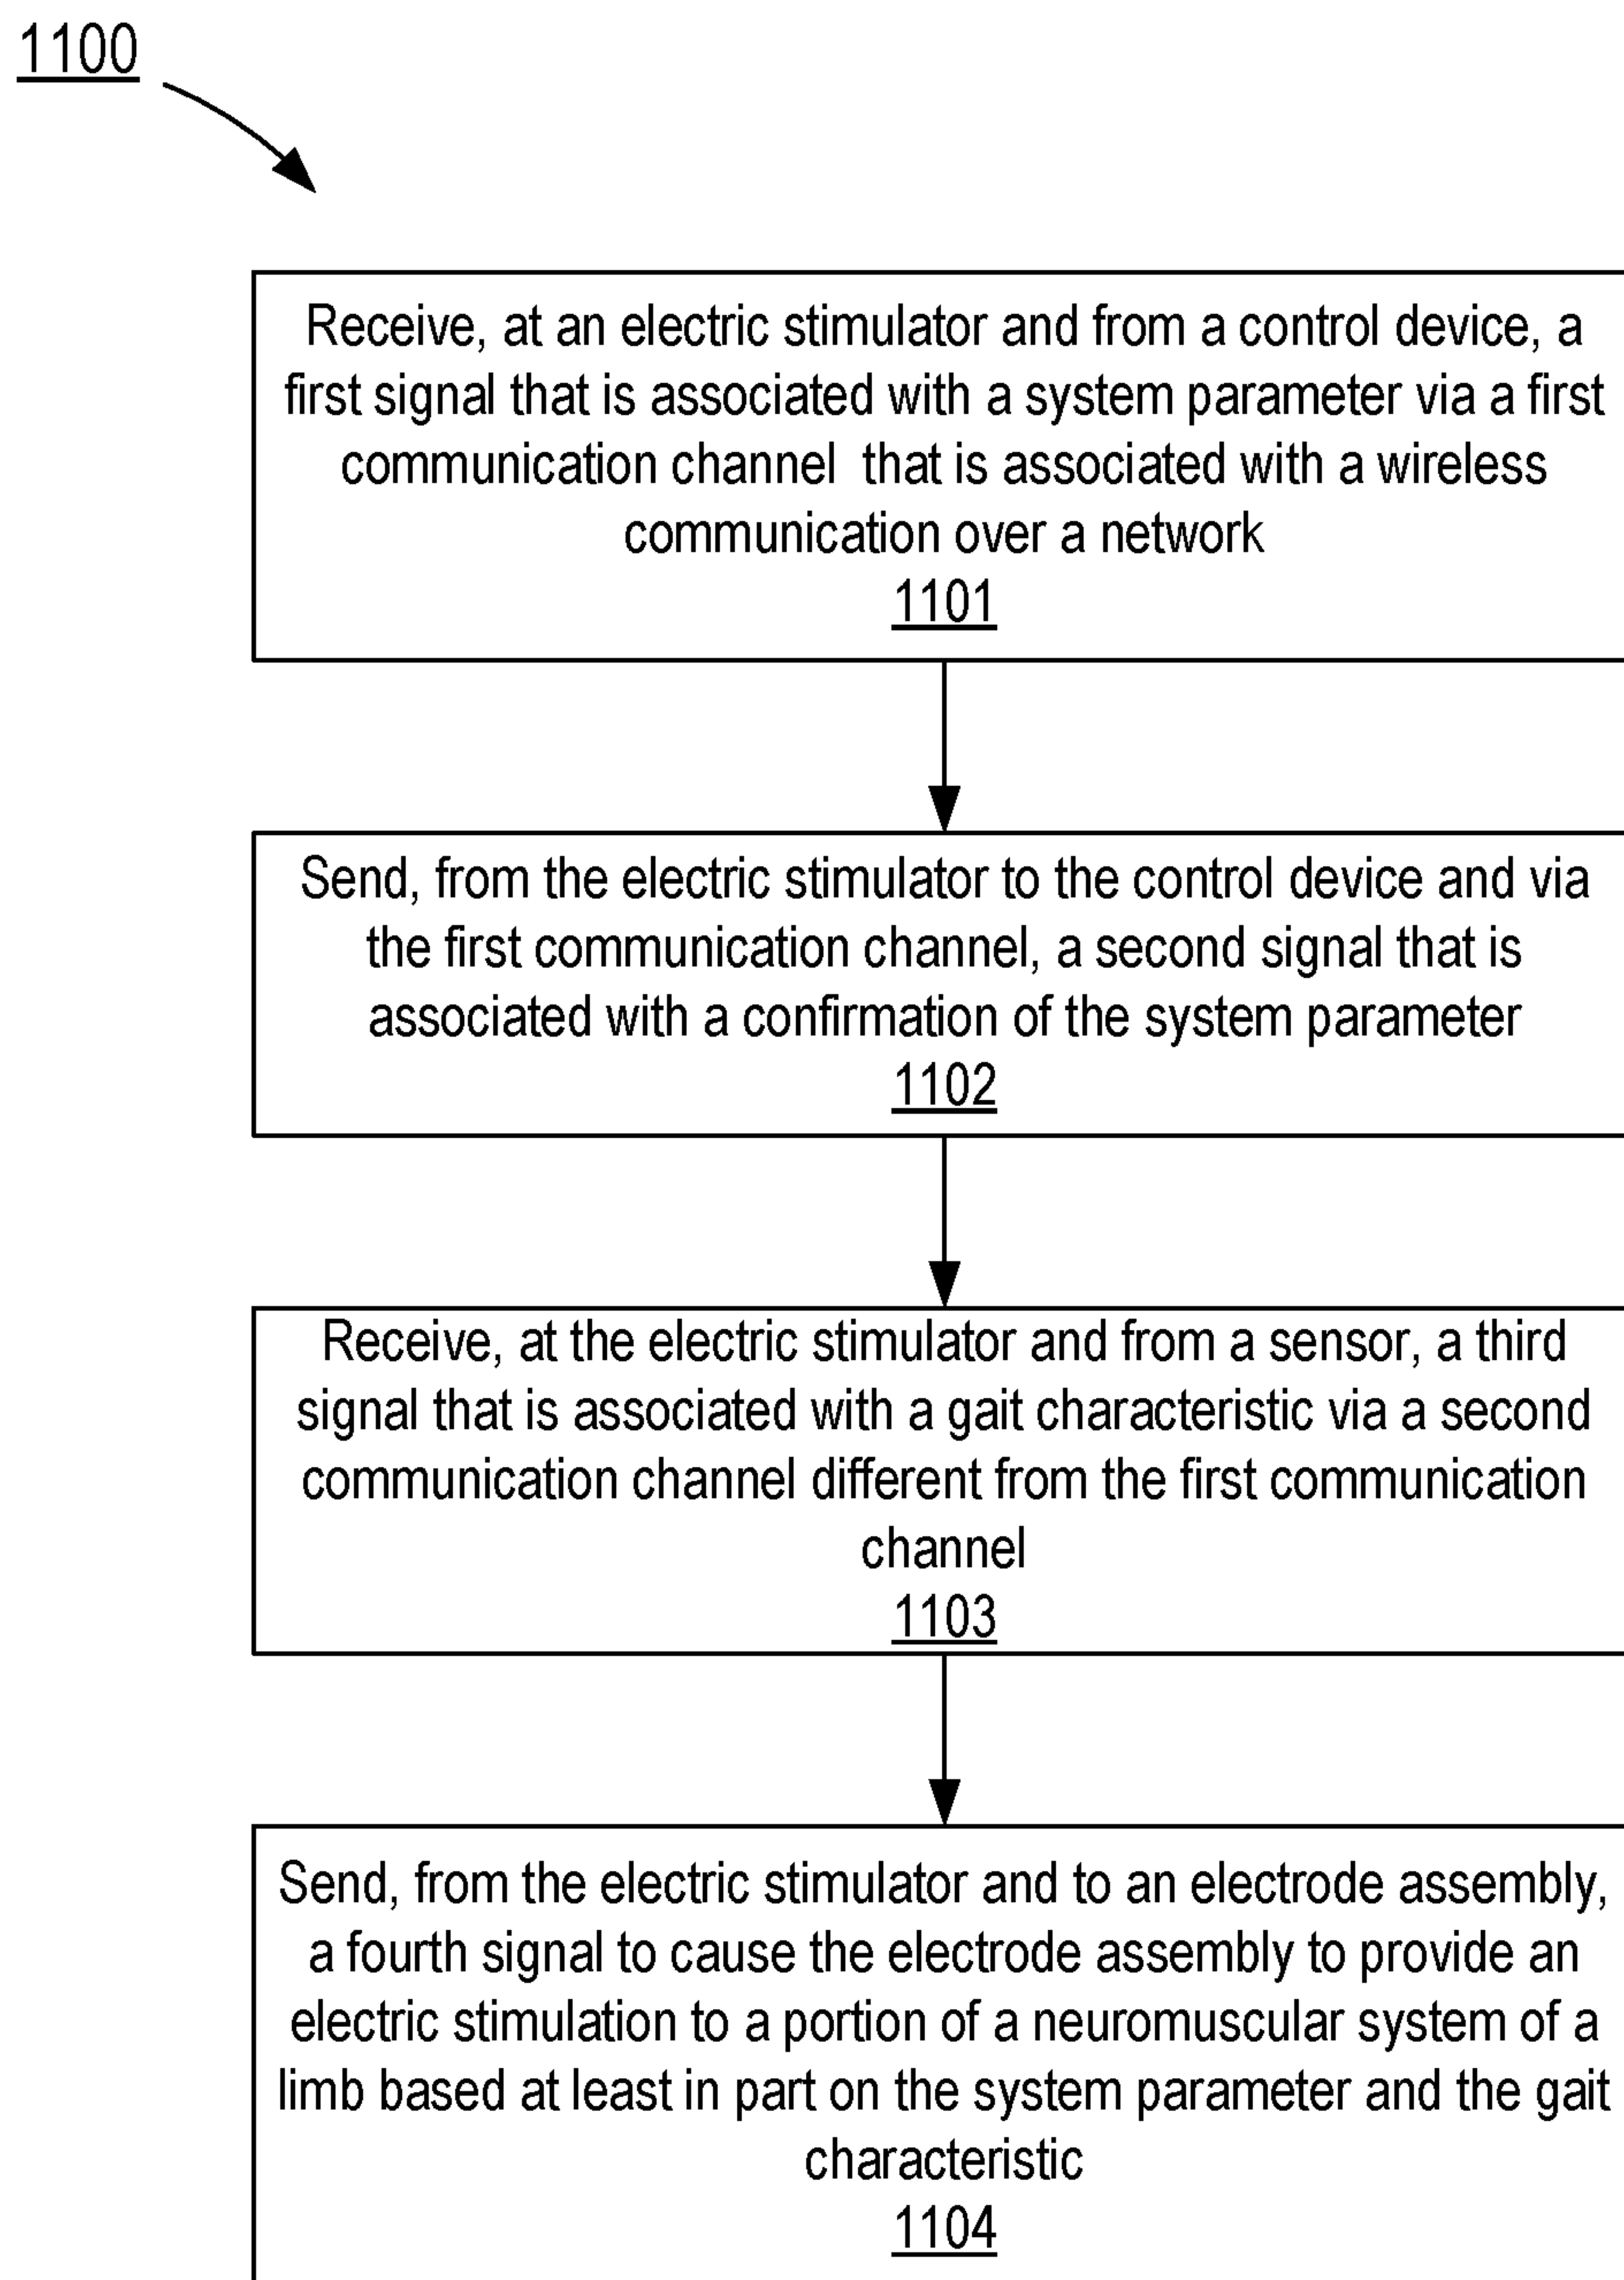 1100
Receive, at an electric stimulator and from a control device, a
first signal that is associated with a system parameter via a first
communication channel  that is associated with a wireless
communication over a network
1101
Send, from the electric stimulator to the control device and via
the first communication channel, a second signal that is
associated with a confirmation of the system parameter
1102
Receive, at the electric stimulator and from a sensor, a third
signal that is associated with a gait characteristic via a second
communication channel different from the first communication
channel
1103
Send, from the electric stimulator and to an electrode assembly,
a fourth signal to cause the electrode assembly to provide an
electric stimulation to a portion of a neuromuscular system of a
limb based at least in part on the system parameter and the gait
characteristic
1104